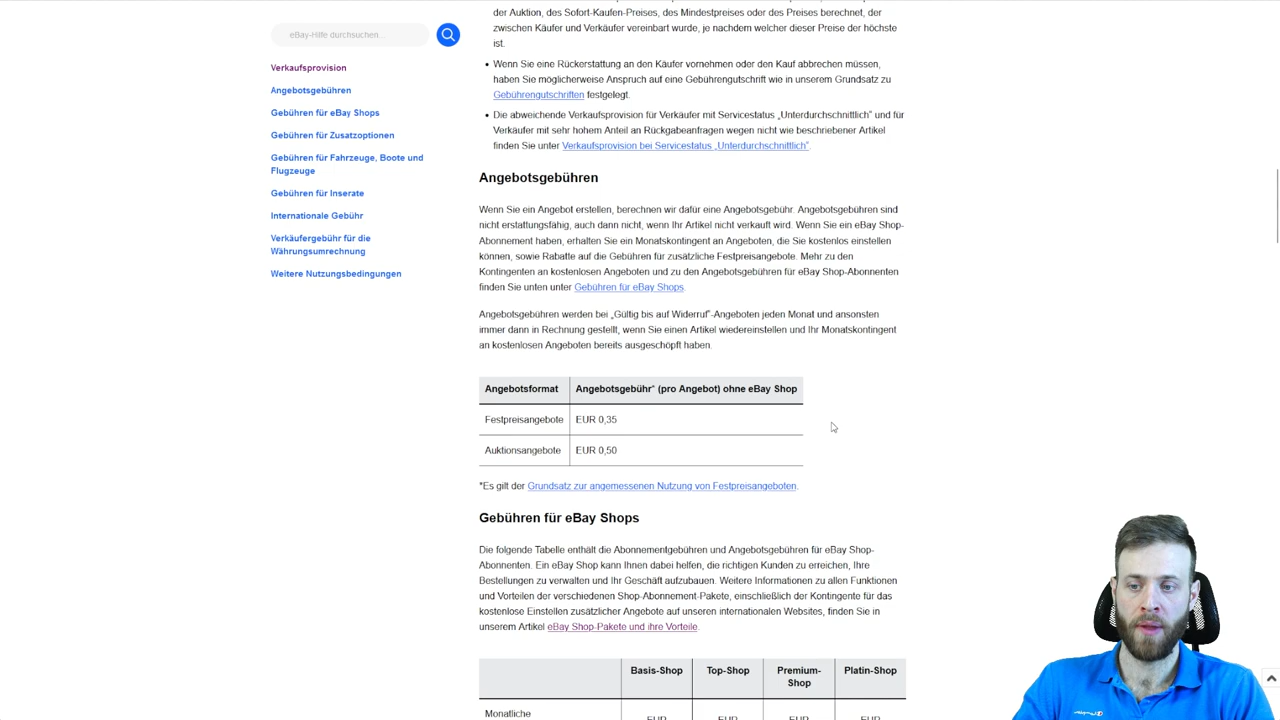 eBay-Hilfe durchsuchen...
Verkaufsprovision
Angebotsgebühren
Gebühren für eBay Shops
Gebühren für Zusatzoptionen
Gebühren für Fahrzeuge, Boote und
Flugzeuge
Gebühren für Inserate
Internationale Gebühr
Verkäufergebühr für die
Währungsumrechnung
Weitere Nutzungsbedingungen
der Auktion, des Sofort-Kaufen-Preises, des Mindestpreises oder des Preises berechnet, der
zwischen Käufer und Verkäufer vereinbart wurde, je nachdem welcher dieser Preise der höchste
ist.
• Wenn Sie eine Rückerstattung an den Käufer vornehmen oder den Kauf abbrechen müssen,
haben Sie möglicherweise Anspruch auf eine Gebührengutschrift wie in unserem Grundsatz zu
Gebührengutschriften festgelegt.
• Die abweichende Verkaufsprovision für Verkäufer mit Servicestatus „Unterdurchschnittlich" und für
Verkäufer mit sehr hohem Anteil an Rückgabeanfragen wegen nicht wie beschriebener Artikel
finden Sie unter Verkaufsprovision bei Servicestatus „Unterdurchschnittlich".
Angebotsgebühren
Wenn Sie ein Angebot erstellen, berechnen wir dafür eine Angebotsgebühr. Angebotsgebühren sind
nicht erstattungsfähig, auch dann nicht, wenn Ihr Artikel nicht verkauft wird. Wenn Sie ein eBay Shop-
Abonnement haben, erhalten Sie ein Monatskontingent an Angeboten, die Sie kostenlos einstellen
können, sowie Rabatte auf die Gebühren für zusätzliche Festpreisangebote. Mehr zu den
Kontingenten an kostenlosen Angeboten und zu den Angebotsgebühren für eBay Shop-Abonnenten
finden Sie unten unter Gebühren für eBay Shops.
Angebotsgebühren werden bei „Gültig bis auf Widerruf"-Angeboten jeden Monat und ansonsten
immer dann in Rechnung gestellt, wenn Sie einen Artikel wiedereinstellen und Ihr Monatskontingent
an kostenlosen Angeboten bereits ausgeschöpft haben.
Angebotsformat Angebotsgebühr* (pro Angebot) ohne eBay Shop
Festpreisangebote EUR 0,35
Auktionsangebote EUR 0,50
*Es gilt der Grundsatz zur angemessenen Nutzung von Festpreisangeboten.
Gebühren für eBay Shops
Die folgende Tabelle enthält die Abonnementgebühren und Angebotsgebühren für eBay Shop-
Abonnenten. Ein eBay Shop kann Ihnen dabei helfen, die richtigen Kunden zu erreichen, Ihre
Bestellungen zu verwalten und Ihr Geschäft aufzubauen. Weitere Informationen zu allen Funktionen
und Vorteilen der verschiedenen Shop-Abonnement-Pakete, einschließlich der Kontingente für das
kostenlose Einstellen zusätzlicher Angebote auf unseren internationalen Websites, finden Sie in
unserem Artikel eBay Shop-Pakete und ihre Vorteile.
Basis-Shop Top-Shop Premium- Platin-Shop
Shop
Monatliche
EUR EUR EUR EUR